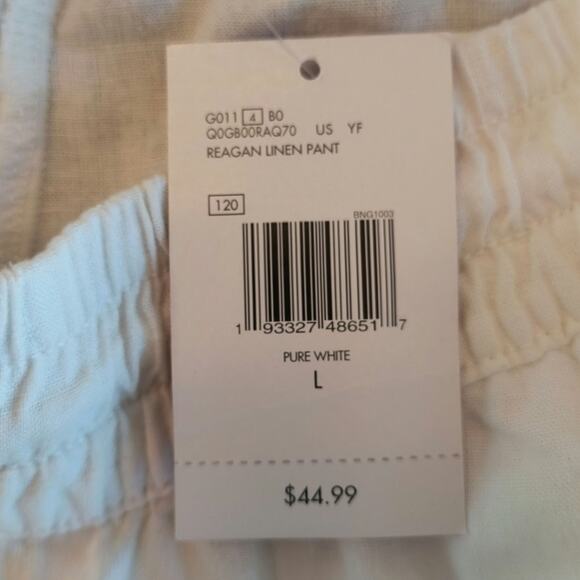 G011 4 B0
Q0GB00RAQ70 US YF
REAGAN LINEN PANT
120
BNG1003
1 93327 48651 7
PURE WHITE
L
$44.99